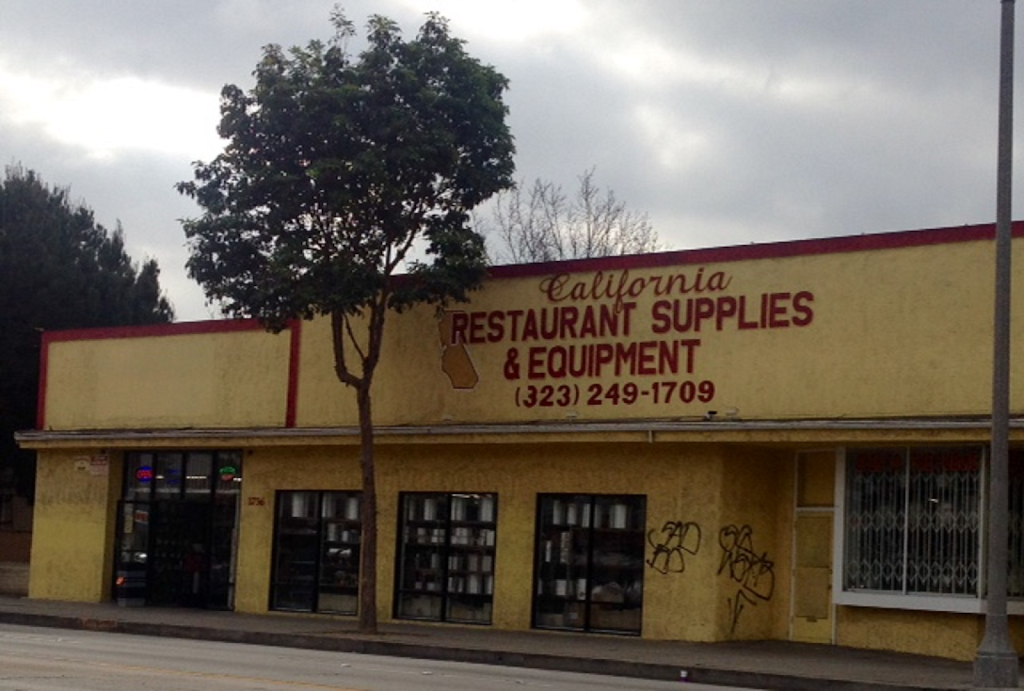 California
RESTAURANT SUPPLIES
& EQUIPMENT
(323) 249-1709